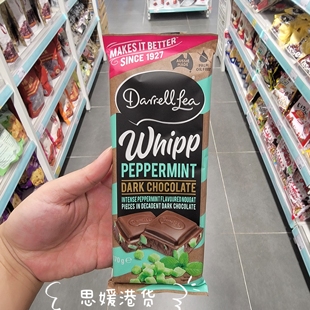 MAKES IT BETTER
SINCE 1927
Darrell Lea
Whipp
PEPPERMINT
DARK CHOCOLATE
INTENSE PEPPERMINT FLAVOURED NOUGAT
PIECES IN DECADENT DARK CHOCOLATE
思媛港货